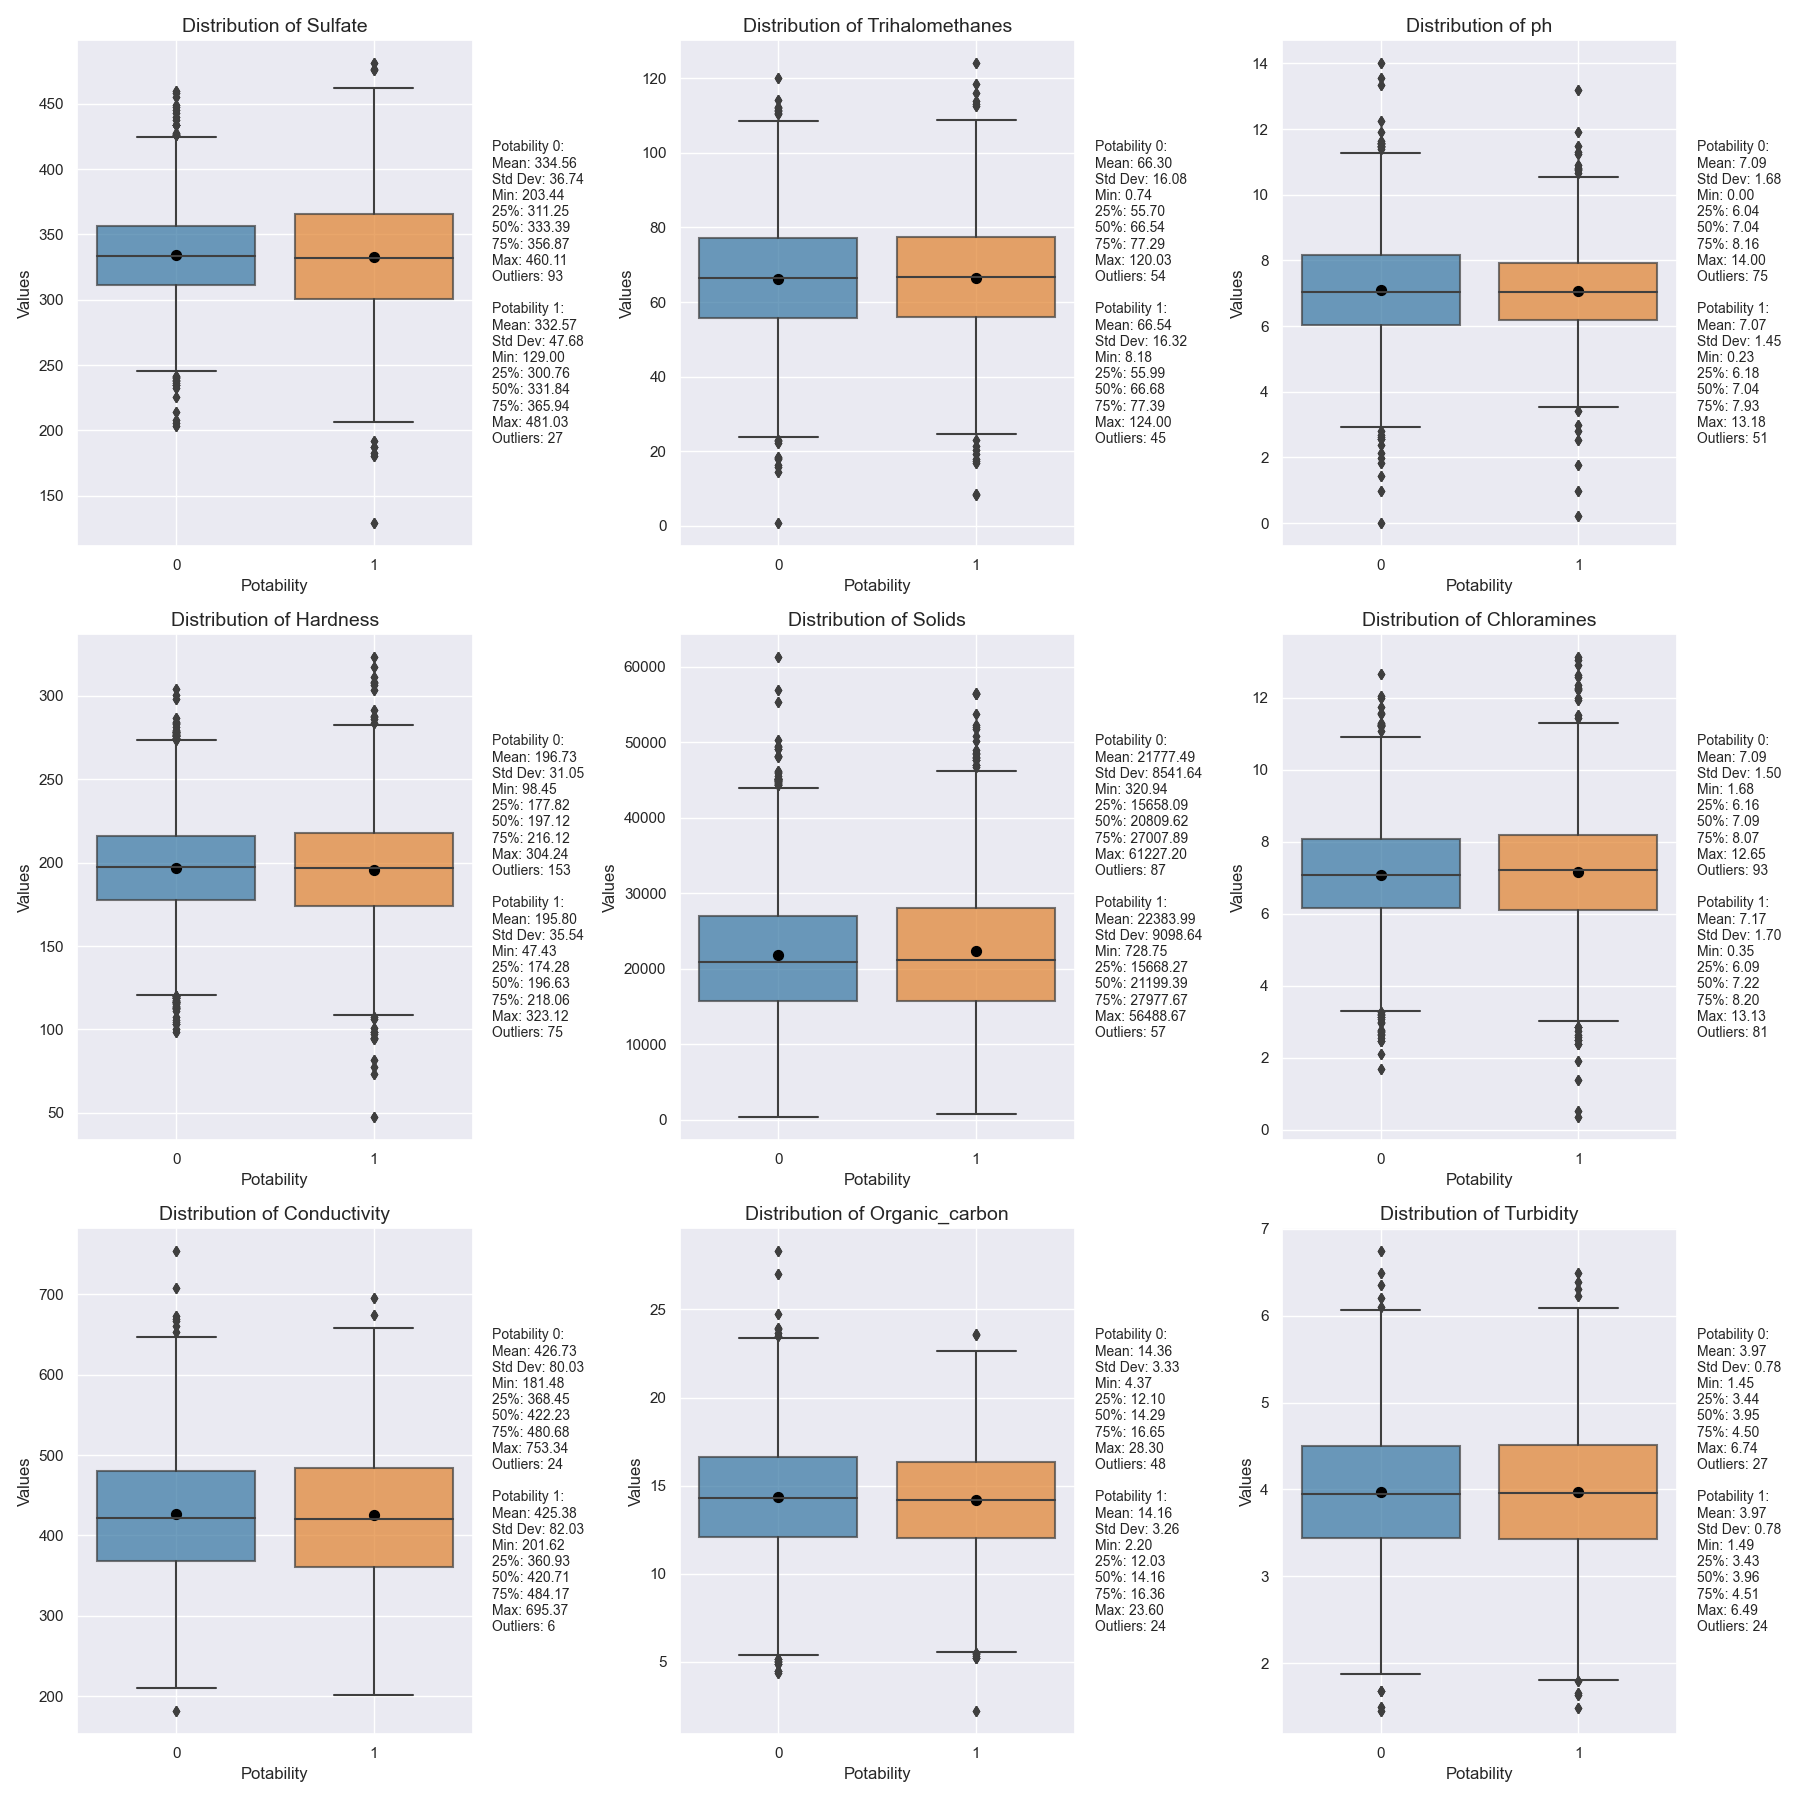 Distribution of Sulfate
Values
450
400
350
300
250
200
150
0
1
Potability
Potability 0:
Mean: 334.56
Std Dev: 36.74
Min: 203.44
25%: 311.25
50%: 333.39
75%: 356.87
Max: 460.11
Outliers: 93
Potability 1:
Mean: 332.57
Std Dev: 47.68
Min: 129.00
25%: 300.76
50%: 331.84
75%: 365.94
Max: 481.03
Outliers: 27
Distribution of Trihalomethanes
Values
120
100
80
60
40
20
0
0
1
Potability
Potability 0:
Mean: 66.30
Std Dev: 16.08
Min: 0.74
25%: 55.70
50%: 66.54
75%: 77.29
Max: 120.03
Outliers: 54
Potability 1:
Mean: 66.54
Std Dev: 16.32
Min: 8.18
25%: 55.99
50%: 66.68
75%: 77.39
Max: 124.00
Outliers: 45
Distribution of ph
Values
14
12
10
8
6
4
2
0
0
1
Potability
Potability 0:
Mean: 7.09
Std Dev: 1.68
Min: 0.00
25%: 6.04
50%: 7.04
75%: 8.16
Max: 14.00
Outliers: 75
Potability 1:
Mean: 7.07
Std Dev: 1.45
Min: 0.23
25%: 6.18
50%: 7.04
75%: 7.93
Max: 13.18
Outliers: 51
Distribution of Hardness
Values
300
250
200
150
100
50
0
1
Potability
Potability 0:
Mean: 196.73
Std Dev: 31.05
Min: 98.45
25%: 177.82
50%: 197.12
75%: 216.12
Max: 304.24
Outliers: 153
Potability 1:
Mean: 195.80
Std Dev: 35.54
Min: 47.43
25%: 174.28
50%: 196.63
75%: 218.06
Max: 323.12
Outliers: 75
Distribution of Solids
Values
60000
50000
40000
30000
20000
10000
0
0
1
Potability
Potability 0:
Mean: 21777.49
Std Dev: 8541.64
Min: 320.94
25%: 15658.09
50%: 20809.62
75%: 27007.89
Max: 61227.20
Outliers: 87
Potability 1:
Mean: 22383.99
Std Dev: 9098.64
Min: 728.75
25%: 15668.27
50%: 21199.39
75%: 27977.67
Max: 56488.67
Outliers: 57
Distribution of Chloramines
Values
12
10
8
6
4
2
0
0
1
Potability
Potability 0:
Mean: 7.09
Std Dev: 1.50
Min: 1.68
25%: 6.16
50%: 7.09
75%: 8.07
Max: 12.65
Outliers: 93
Potability 1:
Mean: 7.17
Std Dev: 1.70
Min: 0.35
25%: 6.09
50%: 7.22
75%: 8.20
Max: 13.13
Outliers: 81
Distribution of Conductivity
Values
700
600
500
400
300
200
0
1
Potability
Potability 0:
Mean: 426.73
Std Dev: 80.03
Min: 181.48
25%: 368.45
50%: 422.23
75%: 480.68
Max: 753.34
Outliers: 24
Potability 1:
Mean: 425.38
Std Dev: 82.03
Min: 201.62
25%: 360.93
50%: 420.71
75%: 484.17
Max: 695.37
Outliers: 6
Distribution of Organic_carbon
Values
25
20
15
10
5
0
1
Potability
Potability 0:
Mean: 14.36
Std Dev: 3.33
Min: 4.37
25%: 12.10
50%: 14.29
75%: 16.65
Max: 28.30
Outliers: 48
Potability 1:
Mean: 14.16
Std Dev: 3.26
Min: 2.20
25%: 12.03
50%: 14.16
75%: 16.36
Max: 23.60
Outliers: 24
Distribution of Turbidity
Values
7
6
5
4
3
2
0
1
Potability
Potability 0:
Mean: 3.97
Std Dev: 0.78
Min: 1.45
25%: 3.44
50%: 3.95
75%: 4.50
Max: 6.74
Outliers: 27
Potability 1:
Mean: 3.97
Std Dev: 0.78
Min: 1.49
25%: 3.43
50%: 3.96
75%: 4.51
Max: 6.49
Outliers: 24